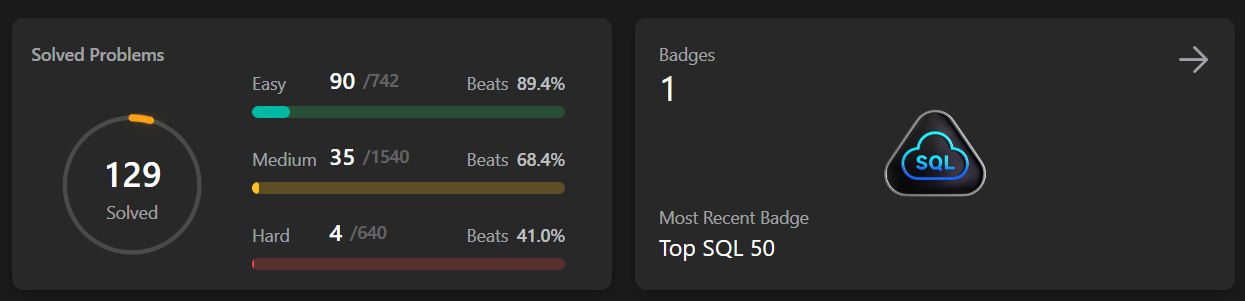 Solved Problems
129
Solved
Easy 90 /742 Beats 89.4%
Medium 35 /1540 Beats 68.4%
Hard 4 /640 Beats 41.0%
Badges
1
SQL
Most Recent Badge
Top SQL 50